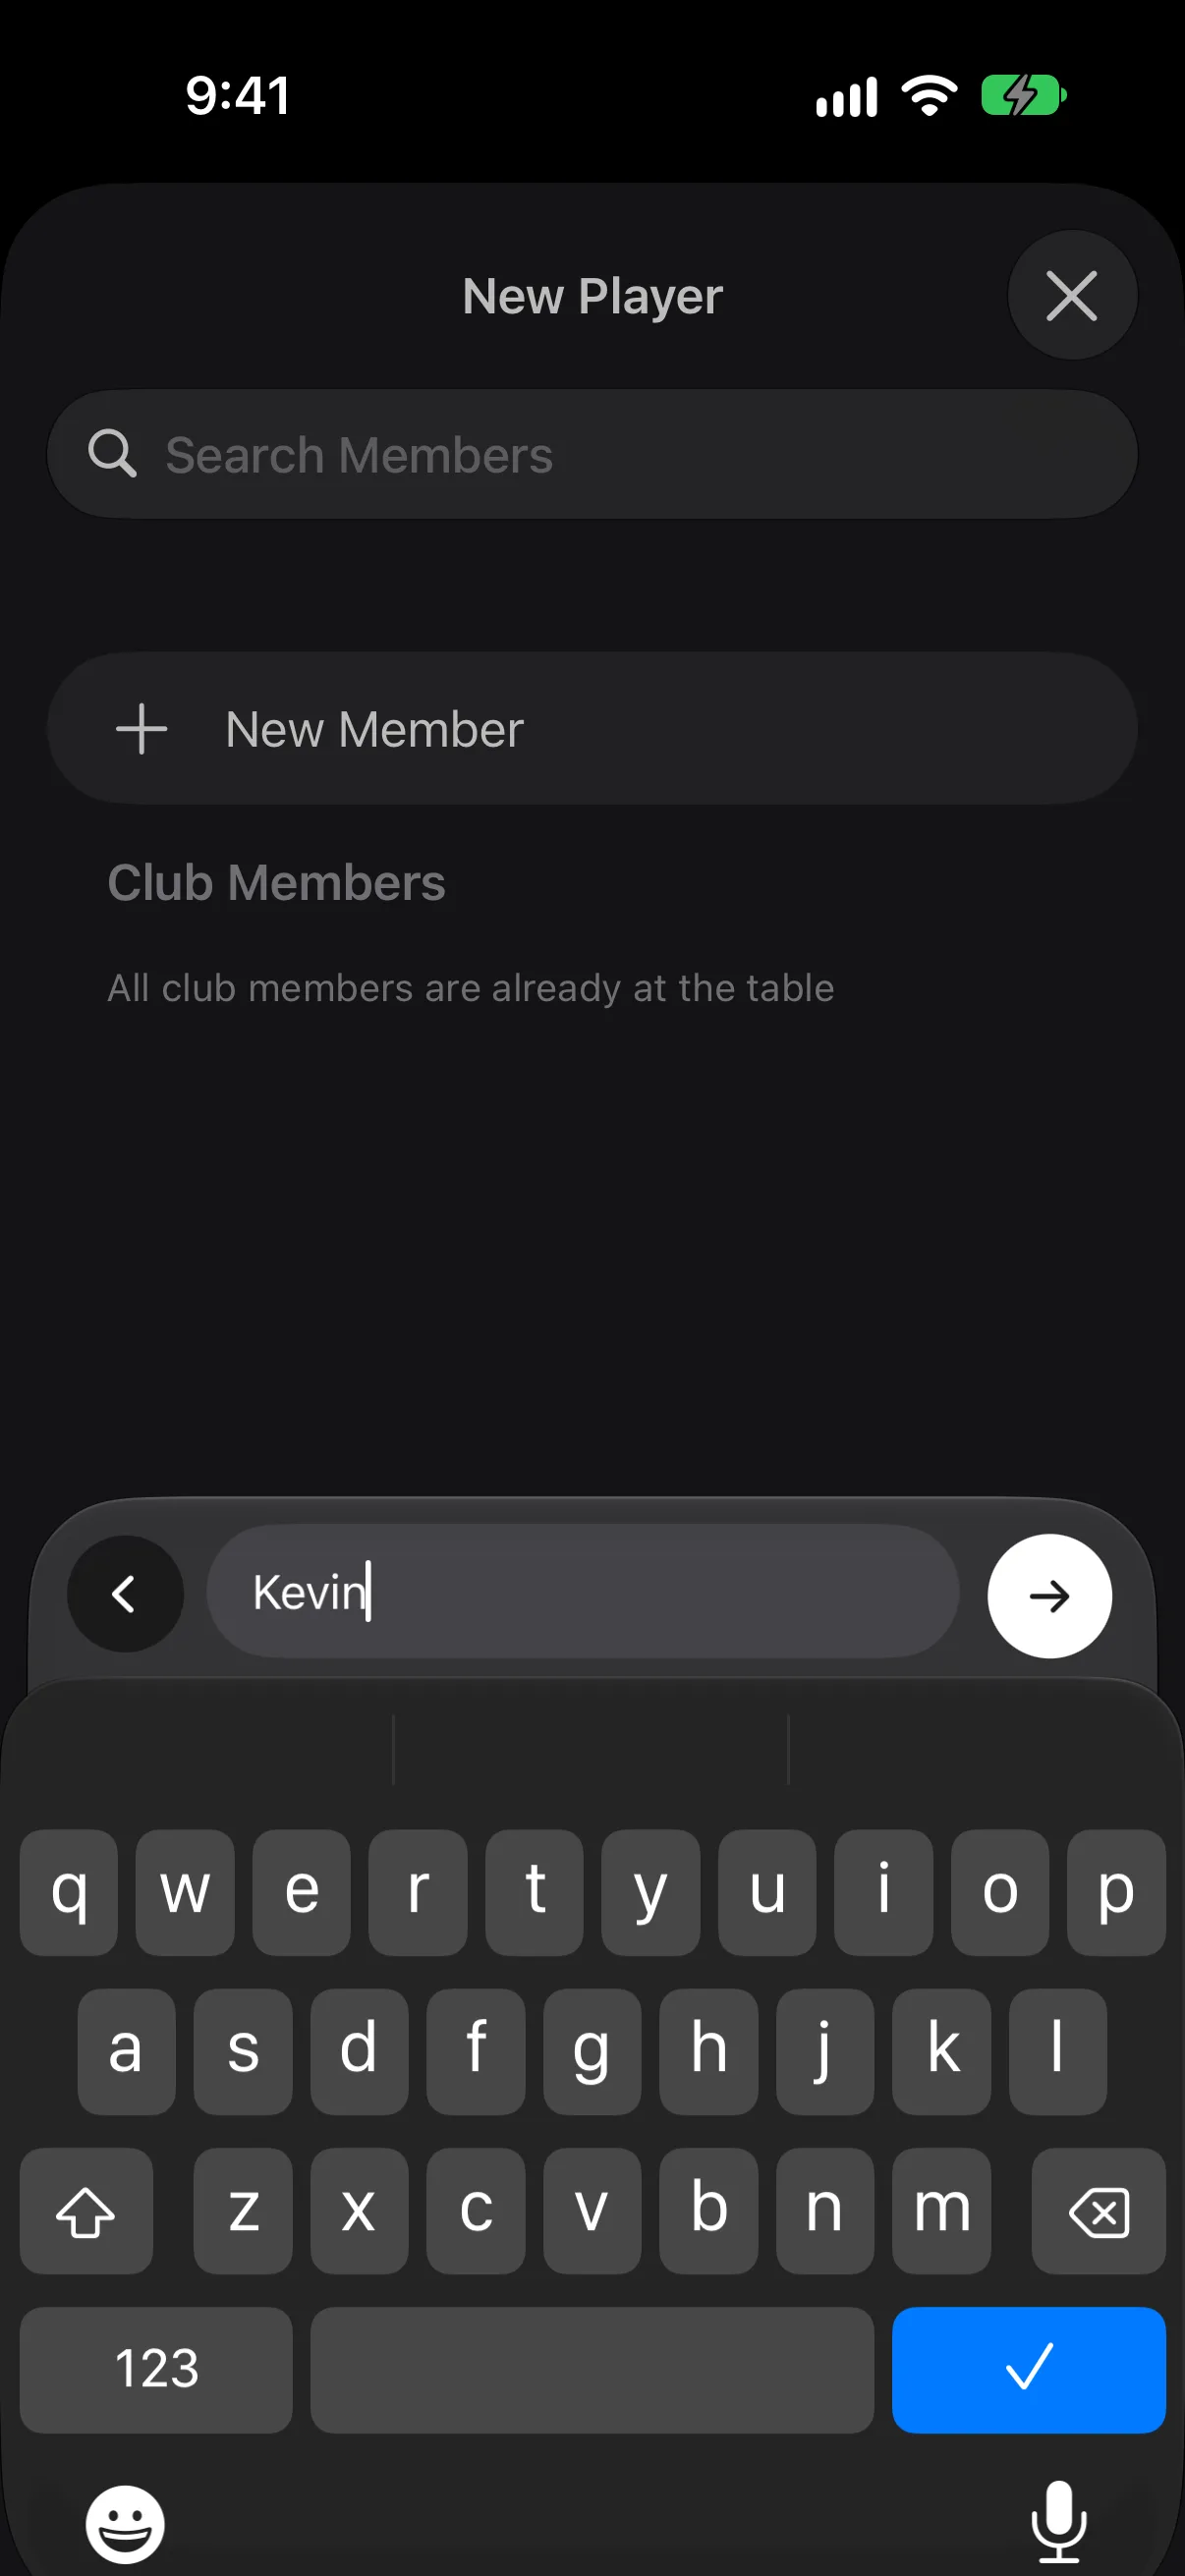 9:41
New Player
Search Members
New Member
Club Members
All club members are already at the table
Kevin
q w e r t y u i o p
a s d f g h j k l
z x c v b n m
123